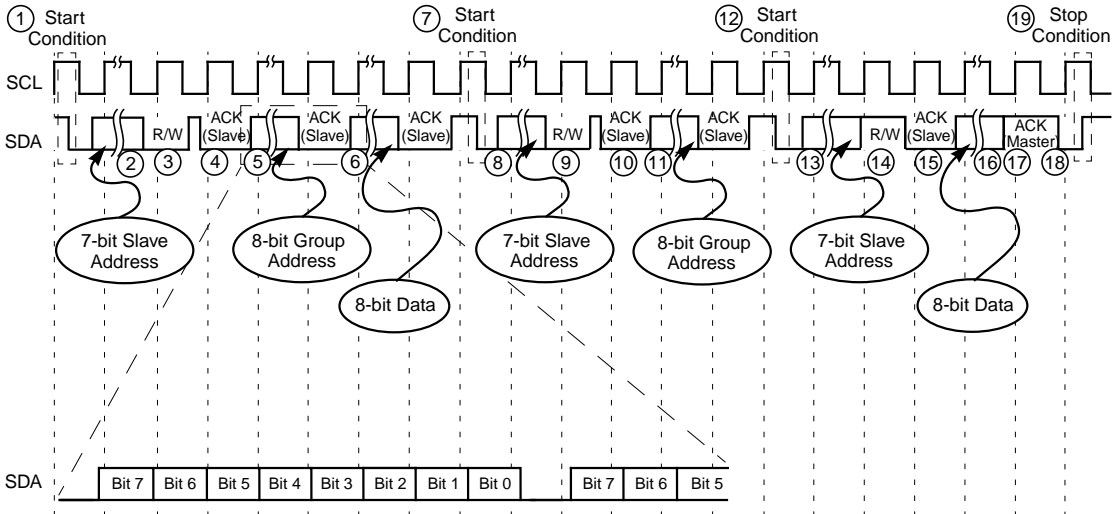 1 Start
Condition
7 Start
Condition
12 Start
Condition
19 Stop
Condition
SCL
SDA
R/W
ACK
(Slave)
ACK
(Slave)
ACK
(Slave)
R/W
ACK
(Slave)
ACK
(Slave)
R/W
ACK
(Slave)
ACK
(Master)
2 3 4 5 6 8 9 10 11 13 14 15 16 17 18
7-bit Slave
Address
8-bit Group
Address
7-bit Slave
Address
8-bit Group
Address
7-bit Slave
Address
8-bit Data
8-bit Data
SDA
Bit 7 Bit 6 Bit 5 Bit 4 Bit 3 Bit 2 Bit 1 Bit 0 Bit 7 Bit 6 Bit 5